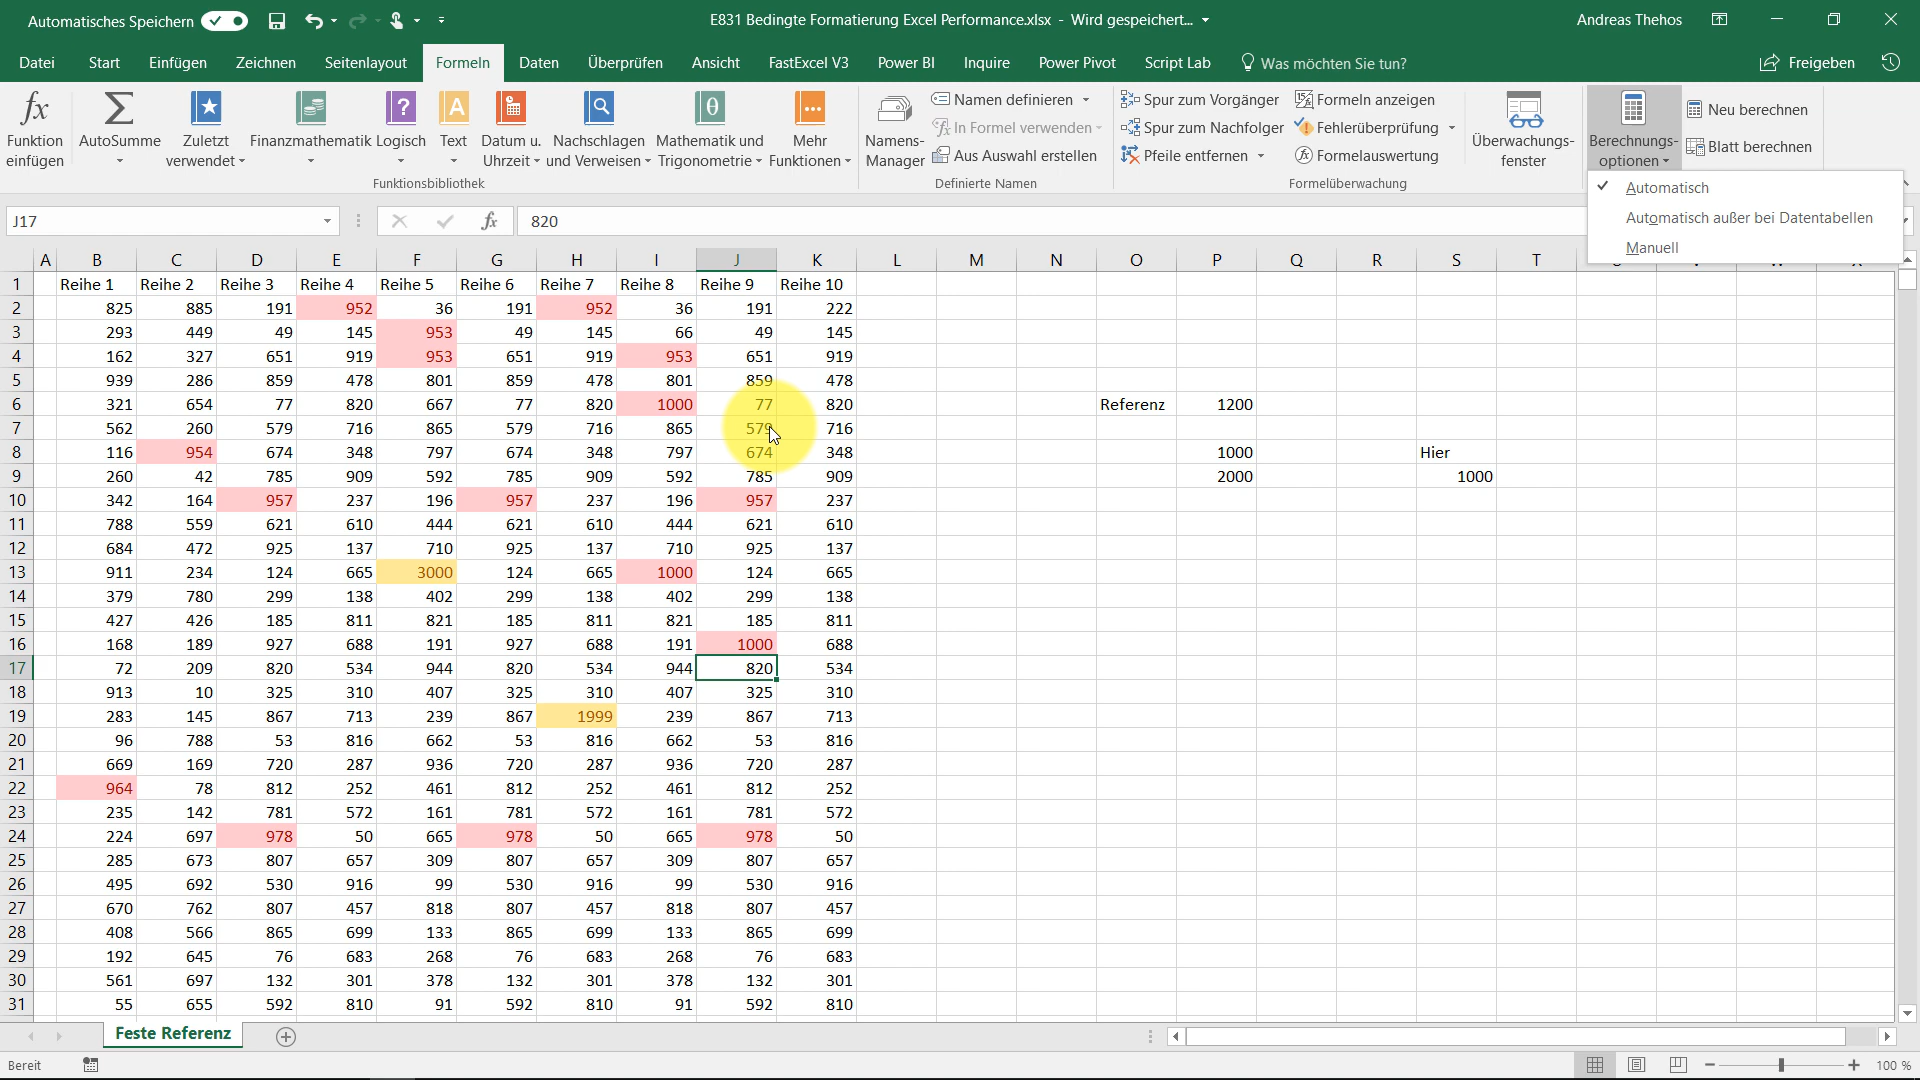 Automatisches Speichern
E831 Bedingte Formatierung Excel Performance.xlsx - Wird gespeichert...
Andreas Thehos
Datei Start Einfügen Zeichnen Seitenlayout Formeln Daten Überprüfen Ansicht FastExcel V3 Power BI Inquire Power Pivot Script Lab Was möchten Sie tun? Freigeben
Funktion einfügen
AutoSumme
Zuletzt verwendet
Finanzmathematik
Logisch
Text
Datum u. Uhrzeit
Nachschlagen und Verweisen
Mathematik und Trigonometrie
Mehr Funktionen
Funktionsbibliothek
Namens-Manager
Namen definieren
In Formel verwenden
Aus Auswahl erstellen
Definierte Namen
Spur zum Vorgänger
Spur zum Nachfolger
Pfeile entfernen
Formeln anzeigen
Fehlerüberprüfung
Formelauswertung
Formelüberwachung
Überwachungs-
fenster
Berechnungs-
optionen
Neu berechnen
Blatt berechnen
Automatisch
Automatisch außer bei Datentabellen
Manuell
J17 fx 820
A B C D E F G H I J K L M N O P Q R S T
1 Reihe 1 Reihe 2 Reihe 3 Reihe 4 Reihe 5 Reihe 6 Reihe 7 Reihe 8 Reihe 9 Reihe 10
2 825 885 191 952 36 191 952 36 191 222
3 293 449 49 145 953 49 145 66 49 145
4 162 327 651 919 953 651 919 953 651 919
5 939 286 859 478 801 859 478 801 859 478
6 321 654 77 820 667 77 820 1000 77 820 Referenz 1200
7 562 260 579 716 865 579 716 865 579 716
8 116 954 674 348 797 674 348 797 674 348 1000 Hier
9 260 42 785 909 592 785 909 592 785 909 2000 1000
10 342 164 957 237 196 957 237 196 957 237
11 788 559 621 610 444 621 610 444 621 610
12 684 472 925 137 710 925 137 710 925 137
13 911 234 124 665 3000 124 665 1000 124 665
14 379 780 299 138 402 299 138 402 299 138
15 427 426 185 811 821 185 811 821 185 811
16 168 189 927 688 191 927 688 191 1000 688
17 72 209 820 534 944 820 534 944 820 534
18 913 10 325 310 407 325 310 407 325 310
19 283 145 867 713 239 867 1999 239 867 713
20 96 788 53 816 662 53 816 662 53 816
21 669 169 720 287 936 720 287 936 720 287
22 964 78 812 252 461 812 252 461 812 252
23 235 142 781 572 161 781 572 161 781 572
24 224 697 978 50 665 978 50 665 978 50
25 285 673 807 657 309 807 657 309 807 657
26 495 692 530 916 99 530 916 99 530 916
27 670 762 807 457 818 807 457 818 807 457
28 408 566 865 699 133 865 699 133 865 699
29 192 645 76 683 268 76 683 268 76 683
30 561 697 132 301 378 132 301 378 132 301
31 55 655 592 810 91 592 810 91 592 810
Feste Referenz
Bereit
100 %